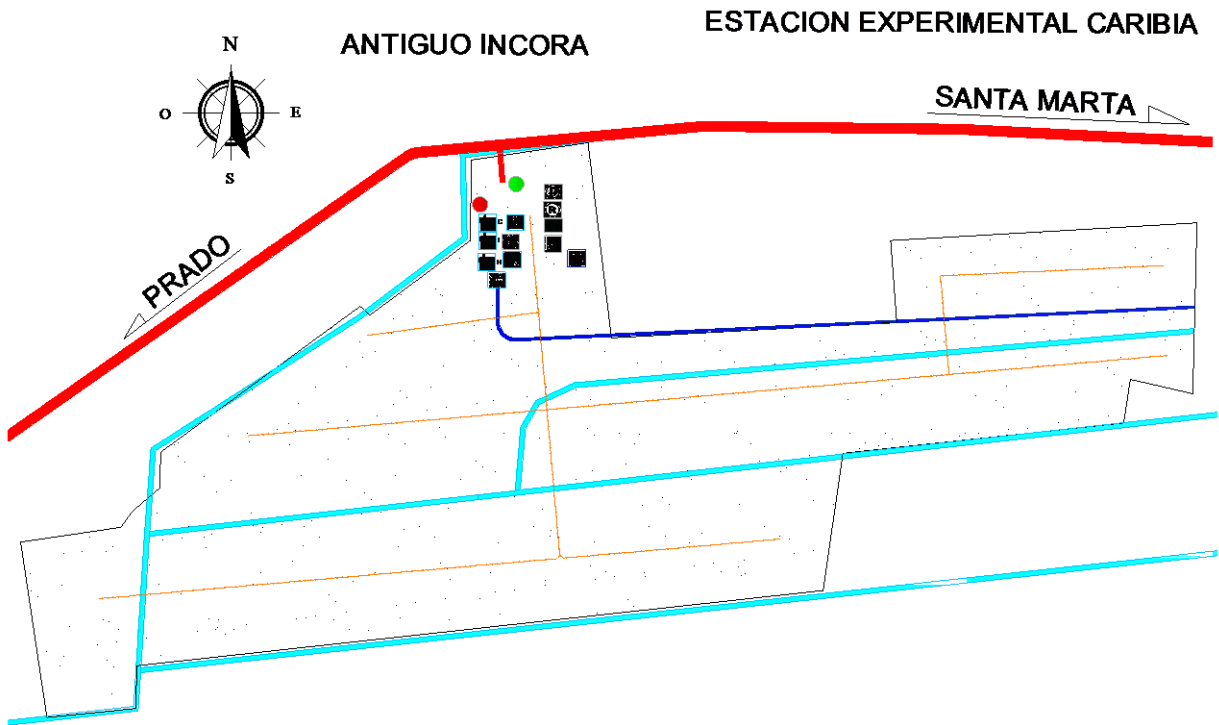 ESTACION EXPERIMENTAL CARIBIA
ANTIGUO INCORA
N
O
E
S
SANTA MARTA
PRADO